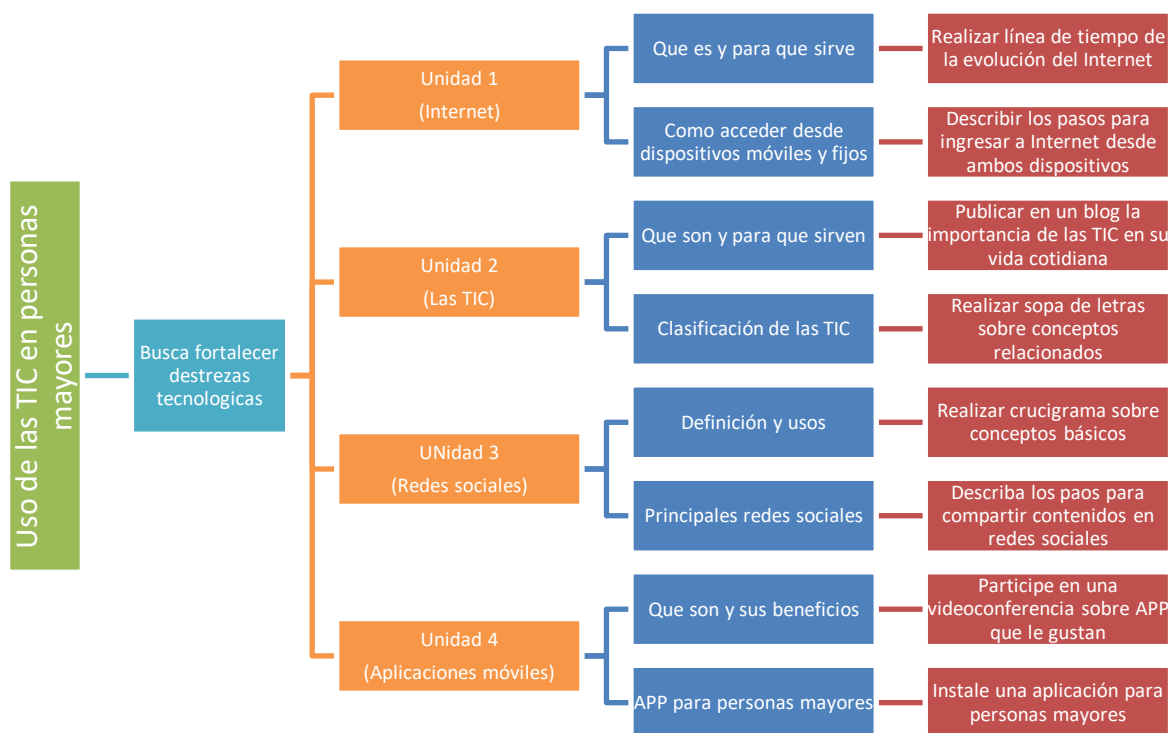 Uso de las TIC en personas
mayores
Busca fortalecer
destrezas
tecnologicas
Unidad 1
(Internet)
Que es y para que sirve
Realizar línea de tiempo de
la evolución del Internet
Como acceder desde
dispositivos móviles y fijos
Describir los pasos para
ingresar a Internet desde
ambos dispositivos
Unidad 2
(Las TIC)
Que son y para que sirven
Publicar en un blog la
importancia de las TIC en su
vida cotidiana
Clasificación de las TIC
Realizar sopa de letras
sobre conceptos
relacionados
UNidad 3
(Redes sociales)
Definición y usos
Realizar crucigrama sobre
conceptos básicos
Principales redes sociales
Describa los paos para
compartir contenidos en
redes sociales
Unidad 4
(Aplicaciones móviles)
Que son y sus beneficios
Participe en una
videoconferencia sobre APP
que le gustan
APP para personas mayores
Instale una aplicación para
personas mayores